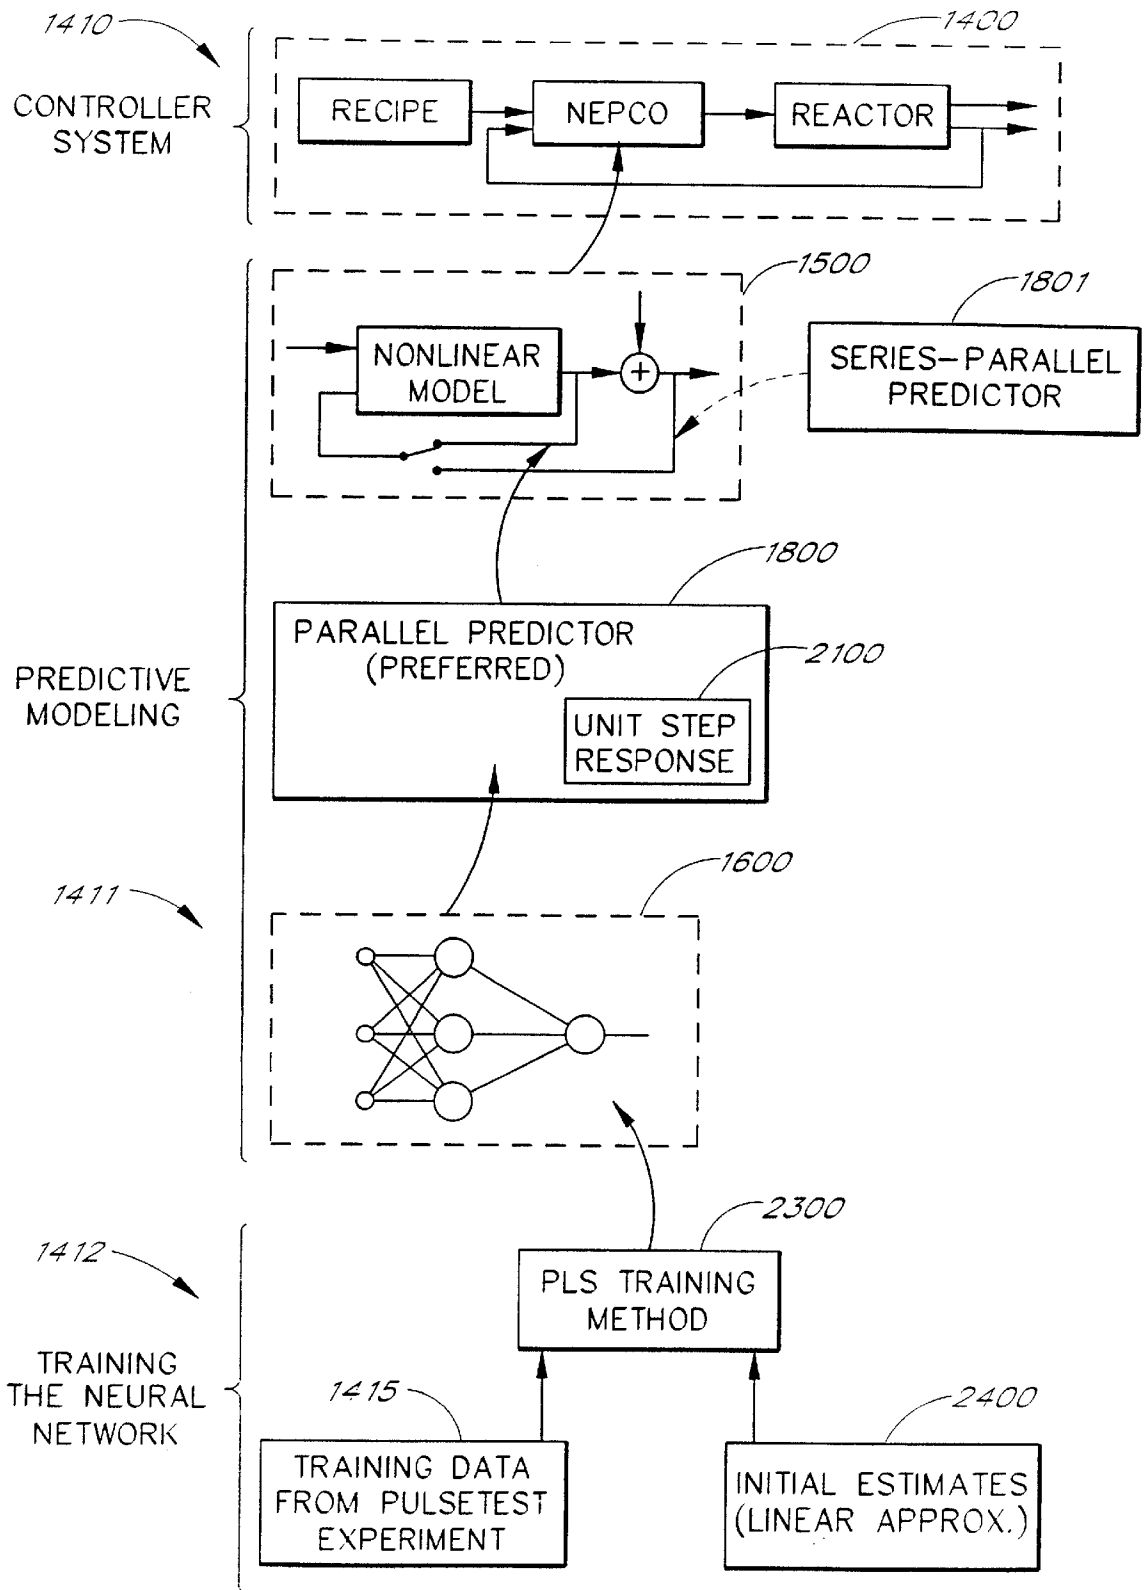 1410
1400
CONTROLLER
SYSTEM
RECIPE
NEPCO
REACTOR
1500
1801
NONLINEAR
MODEL
+
SERIES-PARALLEL
PREDICTOR
1800
PREDICTIVE
MODELING
PARALLEL PREDICTOR
(PREFERRED)
2100
UNIT STEP
RESPONSE
1411
1600
1412
2300
PLS TRAINING
METHOD
TRAINING
THE NEURAL
NETWORK
1415
2400
TRAINING DATA
FROM PULSETEST
EXPERIMENT
INITIAL ESTIMATES
(LINEAR APPROX.)